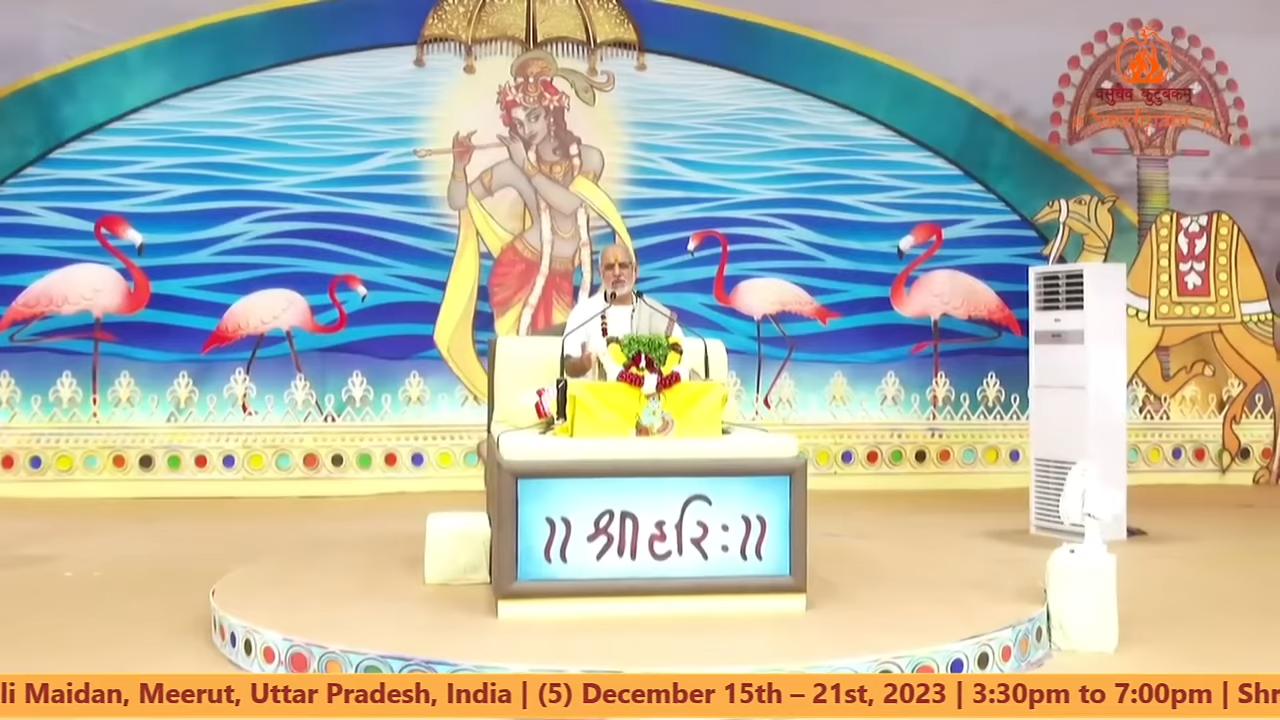 वसुधैव कुटुंबकम्
॥ શ્રી હરિઃ ॥
li Maidan, Meerut, Uttar Pradesh, India | (5) December 15th – 21st, 2023 | 3:30pm to 7:00pm | Shr